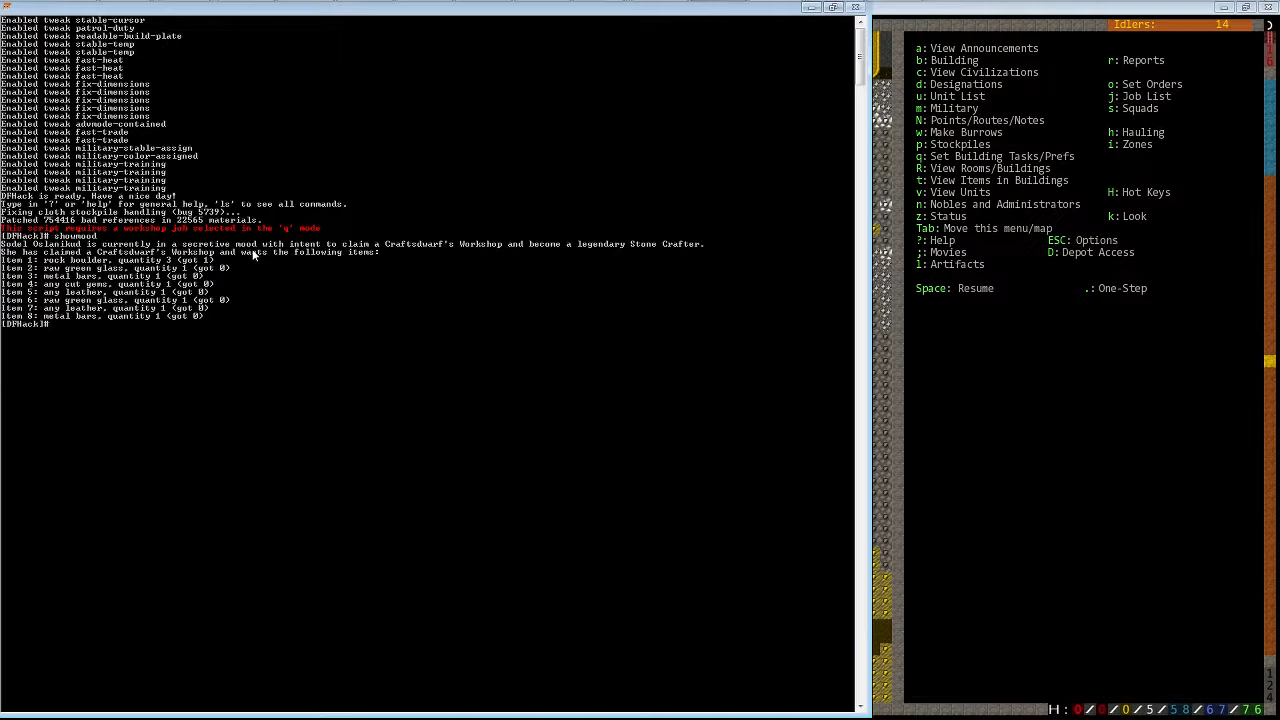 Enabled tweak stable-cursor
Enabled tweak patrol-duty
Enabled tweak readable-build-plate
Enabled tweak stable-temp
Enabled tweak stable-temp
Enabled tweak fast-heat
Enabled tweak fast-heat
Enabled tweak fast-heat
Enabled tweak fix-dimensions
Enabled tweak fix-dimensions
Enabled tweak fix-dimensions
Enabled tweak fix-dimensions
Enabled tweak fix-dimensions
Enabled tweak advmode-contained
Enabled tweak fast-trade
Enabled tweak fast-trade
Enabled tweak military-stable-assign
Enabled tweak military-color-assigned
Enabled tweak military-training
Enabled tweak military-training
Enabled tweak military-training
Enabled tweak military-training
DFHack is ready. Have a nice day!
Type in '?' or 'help' for general help, 'ls' to see all commands.
Fixing cloth stockpile handling (bug 5739)...
Patched 754416 bad references in 22565 materials.
This script requires a workshop job selected in the 'q' mode
[DFHack]# showmood
Sodel Oslanikud is currently in a secretive mood with intent to claim a Craftsdwarf's Workshop and become a legendary Stone Crafter.
She has claimed a Craftsdwarf's Workshop and wants the following items:
Item 1: rock boulder, quantity 3 (got 1)
Item 2: raw green glass, quantity 1 (got 0)
Item 3: metal bars, quantity 1 (got 0)
Item 4: any cut gems, quantity 1 (got 0)
Item 5: any leather, quantity 1 (got 0)
Item 6: raw green glass, quantity 1 (got 0)
Item 7: any leather, quantity 1 (got 0)
Item 8: metal bars, quantity 1 (got 0)
[DFHack]#
Idlers: 14
a: View Announcements
b: Building r: Reports
c: View Civilizations
d: Designations o: Set Orders
u: Unit List j: Job List
m: Military s: Squads
N: Points/Routes/Notes
w: Make Burrows h: Hauling
p: Stockpiles i: Zones
q: Set Building Tasks/Prefs
R: View Rooms/Buildings
t: View Items in Buildings
v: View Units H: Hot Keys
n: Nobles and Administrators
z: Status k: Look
Tab: Move this menu/map
?: Help ESC: Options
;: Movies D: Depot Access
l: Artifacts
Space: Resume .: One-Step
H: 0/0/0/5/58/67/76